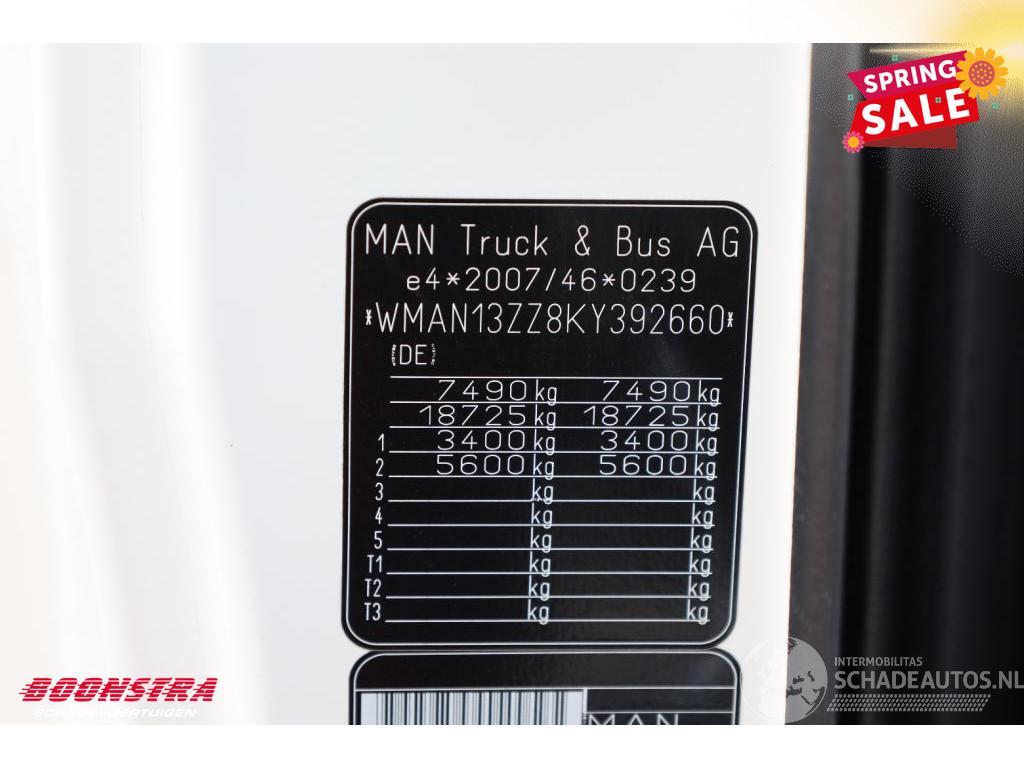 SPRING
SALE
MAN Truck & Bus AG
e4*2007/46*0239
*WMAN13ZZ8KY392660*
DE
7490 kg 7490 kg
18725 kg 18725 kg
1 3400 kg 3400 kg
2 5600 kg 5600 kg
3 kg kg
4 kg kg
5 kg kg
T1 kg kg
T2 kg kg
T3 kg kg
MAN
BOONSTRA
SCHADEVOERTUIGEN
INTERMOBILITAS
SCHADEAUTOS.NL